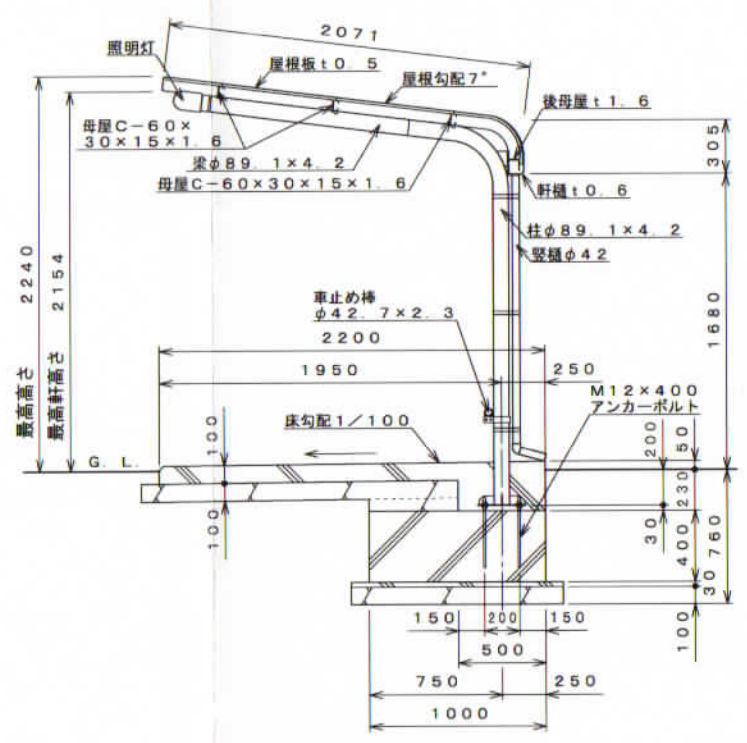 2071
照明灯
屋根板t0.5
屋根勾配7°
後母屋t1.6
母屋C-60×
30×15×1.6
305
梁φ89.1×4.2
母屋C-60×30×15×1.6
軒樋t0.6
柱φ89.1×4.2
竪樋φ42
2240
2154
最高高さ
最高軒高さ
1680
車止め棒
φ42.7×2.3
2200
1950
250
M12×400
アンカーボルト
床勾配1/100
100
200
50
G.L.
100
30
230
400
760
30
100
150
200
150
500
750
250
1000